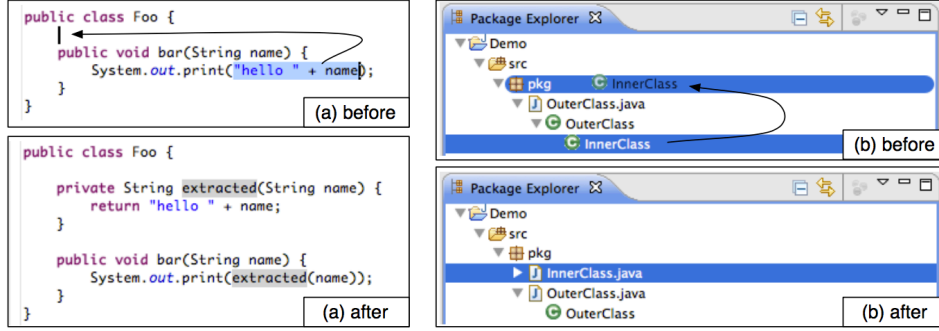 public class Foo {
public void bar(String name) {
System.out.print("hello " + name);
}
}
(a) before
public class Foo {
private String extracted(String name) {
return "hello " + name;
}
public void bar(String name) {
System.out.print(extracted(name));
}
}
(a) after
Package Explorer
Demo
src
pkg InnerClass
J OuterClass.java
C OuterClass
C InnerClass
(b) before
Package Explorer
Demo
src
pkg
J InnerClass.java
J OuterClass.java
C OuterClass
(b) after